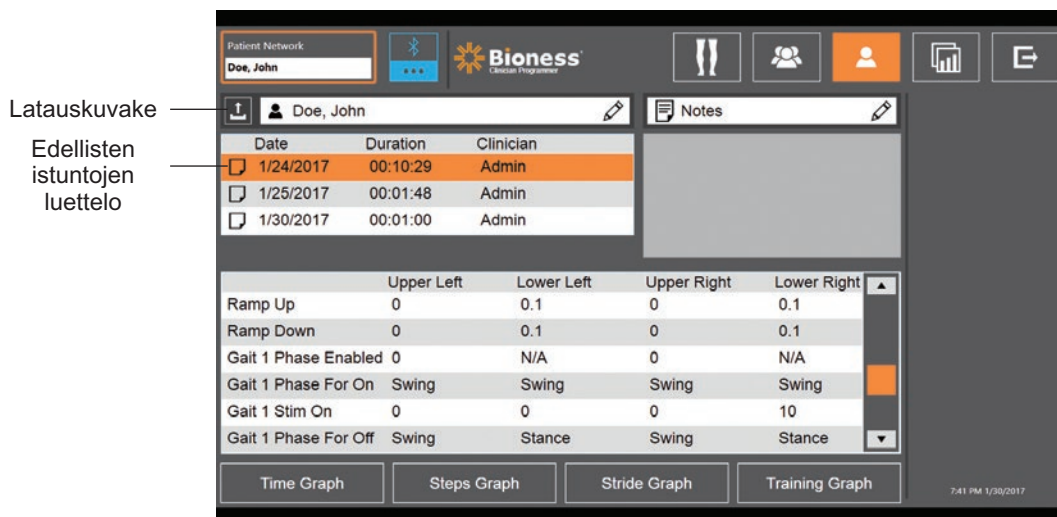 Latauskuvake
Edellisten
istuntojen
luettelo
Patient Network
Doe, John
Bioness
Clinician Programmer
Doe, John
Notes
Date Duration Clinician
1/24/2017 00:10:29 Admin
1/25/2017 00:01:48 Admin
1/30/2017 00:01:00 Admin
Upper Left Lower Left Upper Right Lower Right
Ramp Up 0 0.1 0 0.1
Ramp Down 0 0.1 0 0.1
Gait 1 Phase Enabled 0 N/A 0 N/A
Gait 1 Phase For On Swing Swing Swing Swing
Gait 1 Stim On 0 0 0 10
Gait 1 Phase For Off Swing Stance Swing Stance
Time Graph Steps Graph Stride Graph Training Graph
7:41 PM 1/30/2017